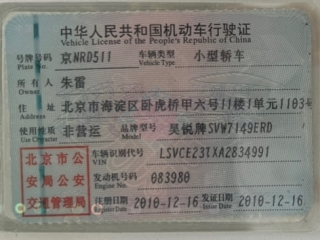 中华人民共和国机动车行驶证
Vehicle License of the People's Republic of China
号牌号码 京NRD511 车辆类型 小型轿车
Plate No. Vehicle Type
所有人 朱雷
Owner
住址 北京市海淀区卧虎桥甲六号11楼1单元1103号
Address
使用性质 非营运 品牌型号 吴锐牌SVW7149ERD
Use Character Model
北京市公安局公安交通管理局
车辆识别代号 LSVCE23TXA2834991
VIN
发动机号码 083980
Engine No.
注册日期 2010-12-16 发证日期 2010-12-16
Register Date Issue Date